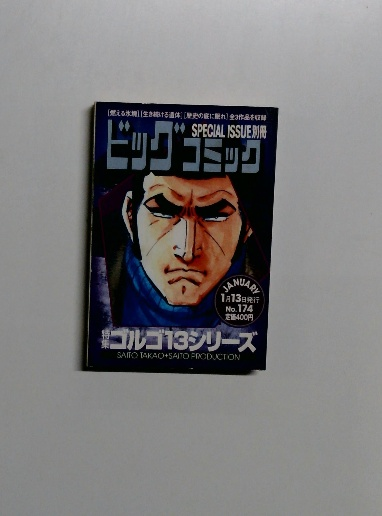 [燃える氷塊][生き続ける遺体][歴史の底に眠れ]全3作品を収録
SPECIAL ISSUE別冊
ビッグコミック
JANUARY
1月13日発行
No.174
定価400円
特集 ゴルゴ13シリーズ
SAITO TAKAO+SAITO PRODUCTION